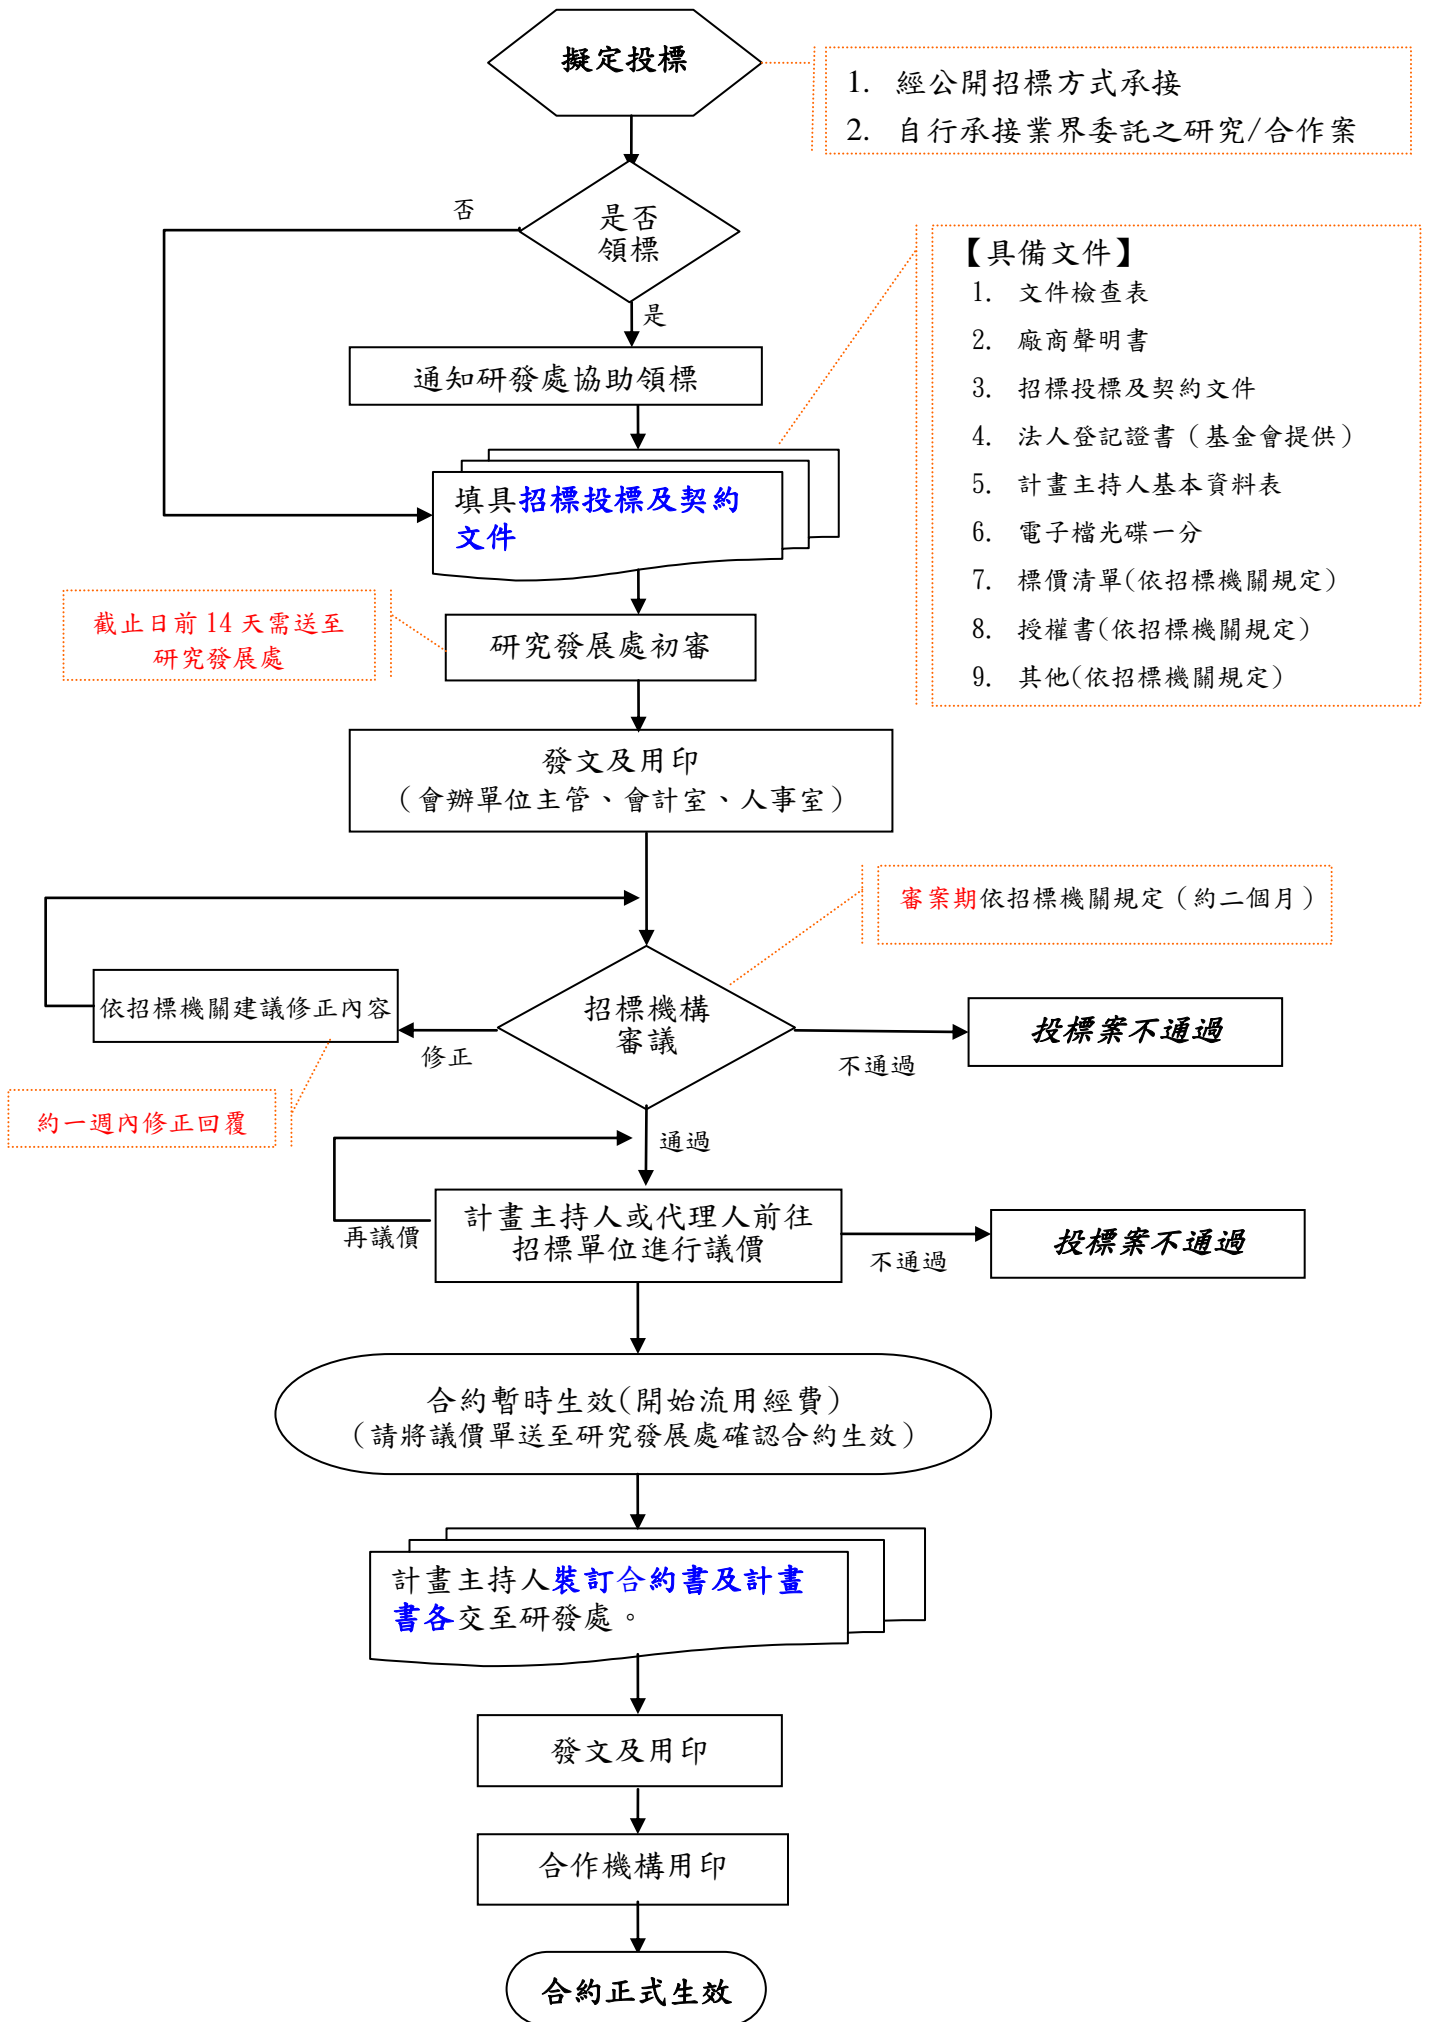 擬定投標
1. 經公開招標方式承接
2. 自行承接業界委託之研究/合作案
是否
領標
否
是
【具備文件】
1. 文件檢查表
2. 廠商聲明書
3. 招標投標及契約文件
4. 法人登記證書（基金會提供）
5. 計畫主持人基本資料表
6. 電子檔光碟一分
7. 標價清單(依招標機關規定)
8. 授權書(依招標機關規定)
9. 其他(依招標機關規定)
通知研發處協助領標
填具招標投標及契約
文件
截止日前 14 天需送至
研究發展處
研究發展處初審
發文及用印
（會辦單位主管、會計室、人事室）
審案期依招標機關規定（約二個月）
招標機構
審議
依招標機關建議修正內容
修正
不通過
投標案不通過
約一週內修正回覆
通過
計畫主持人或代理人前往
招標單位進行議價
再議價
不通過
投標案不通過
合約暫時生效(開始流用經費)
（請將議價單送至研究發展處確認合約生效）
計畫主持人裝訂合約書及計畫
書各交至研發處。
發文及用印
合作機構用印
合約正式生效